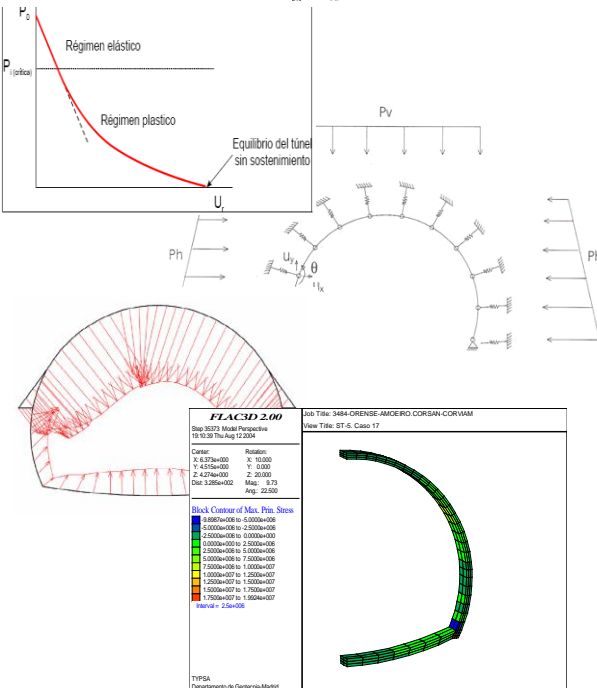 P₀
Régimen elástico
P i (crítica)
Régimen plastico
Equilibrio del túnel
sin sostenimiento
Uᵣ
Pv
Ph
Ph
Uy
θ
FLAC3D 2.00
Step 35373 Model Perspective
19:10:39 Thu Aug 12 2004
Center: Rotation:
X: 6.373e+000 X: 10.000
Y: 4.515e+000 Y: 0.000
Z: 4.274e+000 Z: 20.000
Dist: 3.285e+002 Mag.: 9.73
Ang.: 22.500
Block Contour of Max. Prin. Stress
-9.8987e+006 to -5.0000e+006
-5.0000e+006 to -2.5000e+006
-2.5000e+006 to 0.0000e+000
0.0000e+000 to 2.5000e+006
2.5000e+006 to 5.0000e+006
5.0000e+006 to 7.5000e+006
7.5000e+006 to 1.0000e+007
1.0000e+007 to 1.2500e+007
1.2500e+007 to 1.5000e+007
1.5000e+007 to 1.7500e+007
1.7500e+007 to 1.9924e+007
Interval = 2.5e+006
TYPSA
Departamento de Geotecnia-Madrid
Job Title: 3484-ORENSE-AMOEIRO.CORSAN-CORVIAM
View Title: ST-5. Caso 17